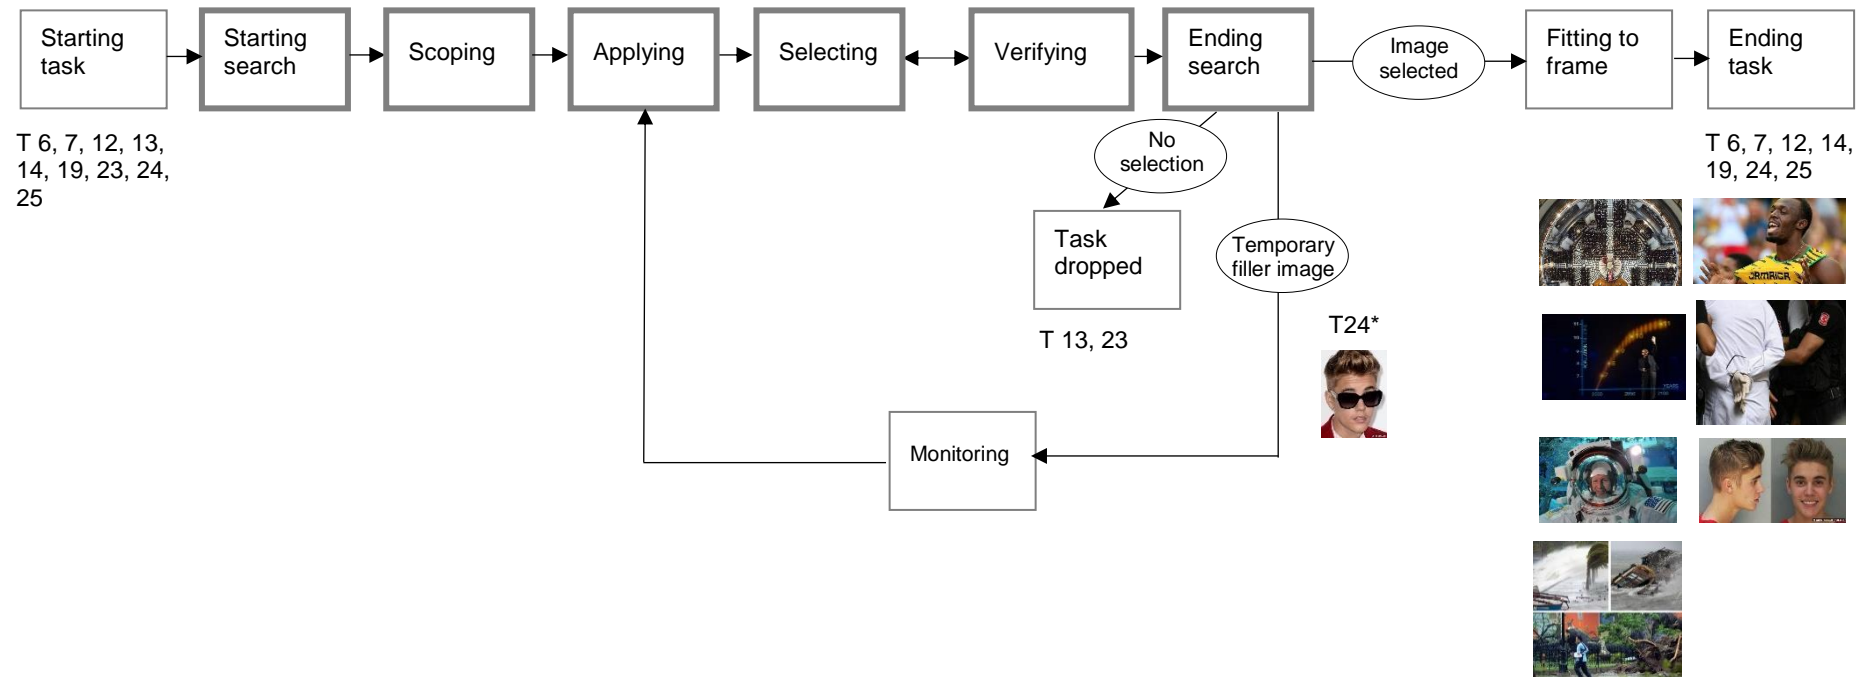 Starting
task
Starting
search
Scoping
Applying
Selecting
Verifying
Ending
search
Image
selected
Fitting to
frame
Ending
task
T 6, 7, 12, 13,
14, 19, 23, 24,
25
No
selection
T 6, 7, 12, 14,
19, 24, 25
Task
dropped
Temporary
filler image
JAMAICA
T 13, 23
T24*
Monitoring